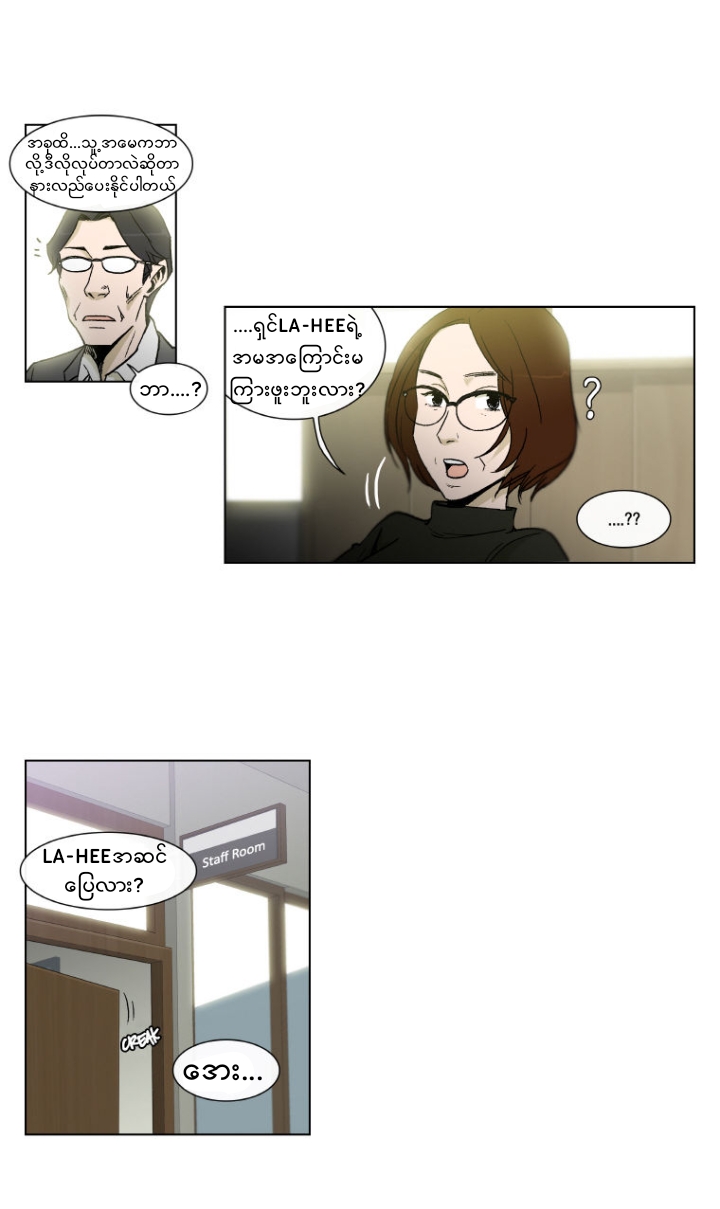 အခုထိ...သူ့အမေကဘာ
လို့ဒီလိုလုပ်တာလဲဆိုတာ
နားလည်ပေးနိုင်ပါတယ်
ဘာ....?
....ရှင်LA-HEEရဲ့
အမအကြောင်းမ
ကြားဖူးဘူးလား?
?
....??
Staff Room
LA-HEEအဆင်
ပြေလား?
CREAK
အေး...